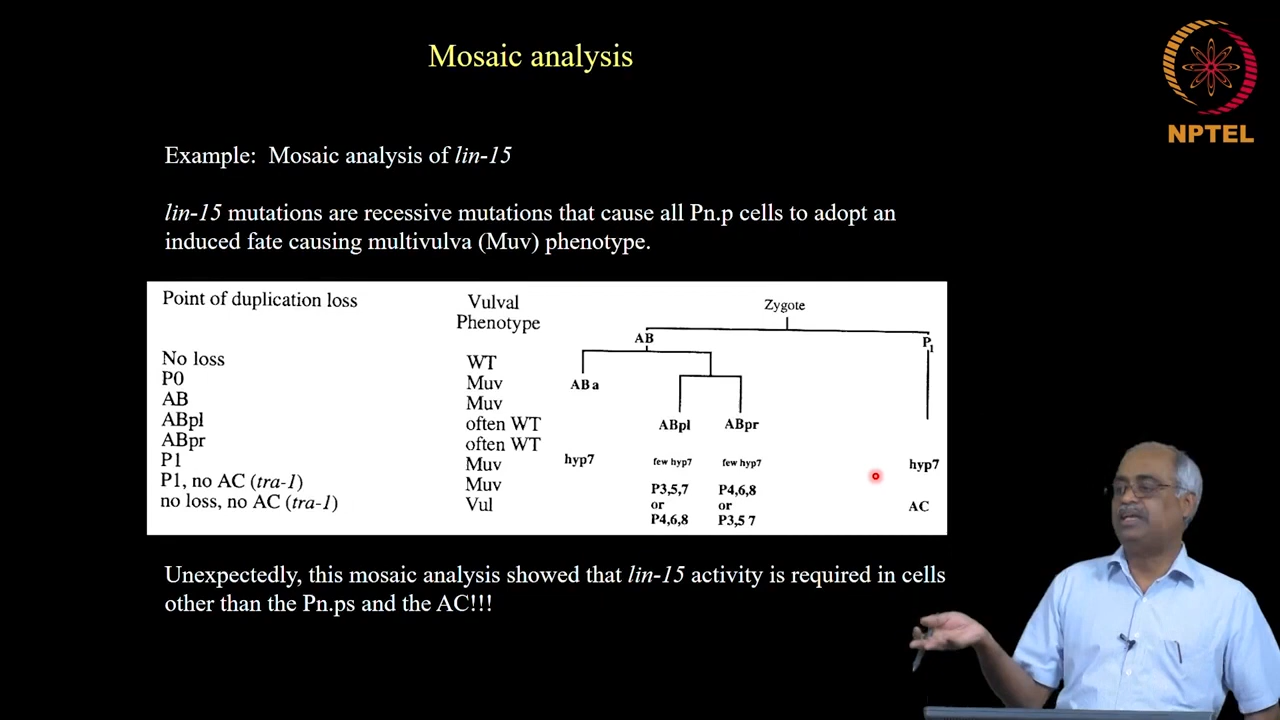 Mosaic analysis
NPTEL
Example: Mosaic analysis of lin-15
lin-15 mutations are recessive mutations that cause all Pn.p cells to adopt an
induced fate causing multivulva (Muv) phenotype.
Point of duplication loss
Vulval
Phenotype
No loss WT
P0 Muv
AB Muv
ABpl often WT
ABpr often WT
P1 Muv
P1, no AC (tra-1) Muv
no loss, no AC (tra-1) Vul
Zygote
AB P1
ABa
ABpl ABpr
hyp7 few hyp7 few hyp7 hyp7
P3,5,7 P4,6,8
or or AC
P4,6,8 P3,5 7
Unexpectedly, this mosaic analysis showed that lin-15 activity is required in cells
other than the Pn.ps and the AC!!!